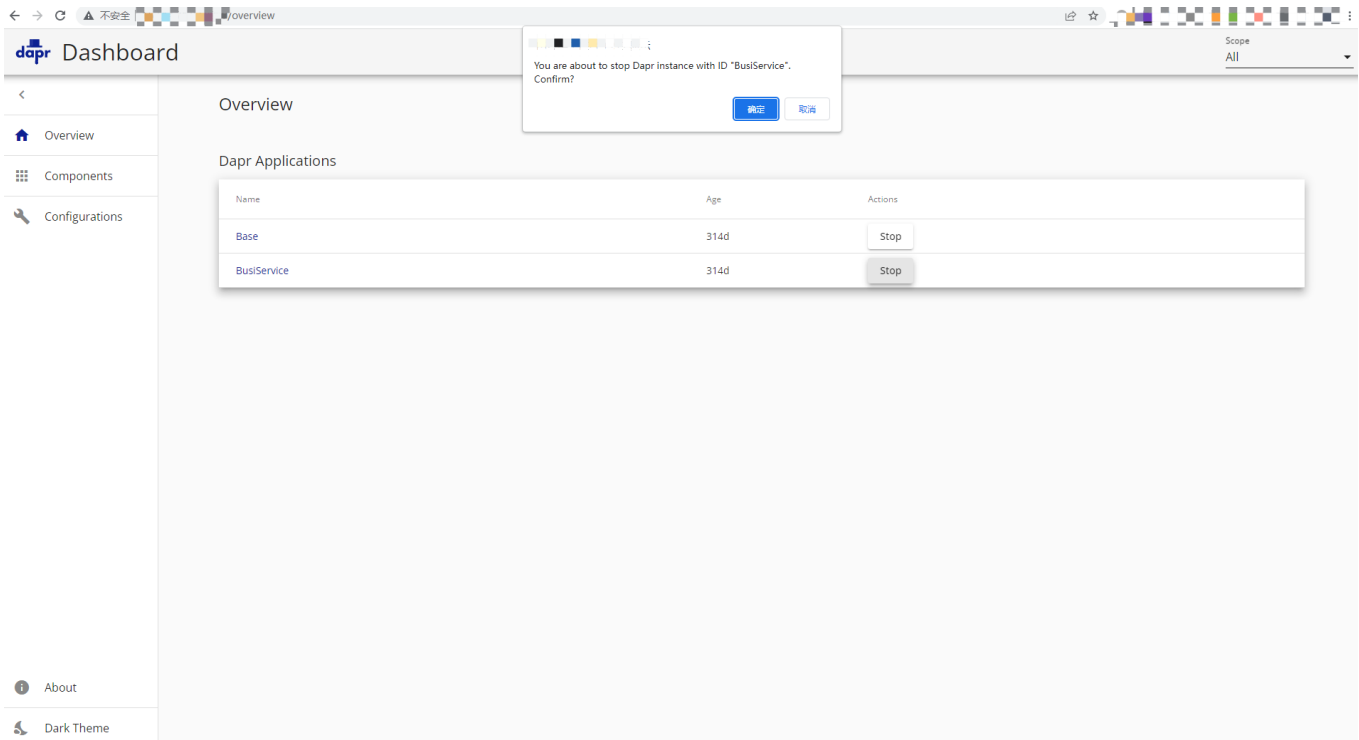 不安全
/overview
dapr Dashboard
Scope
All
You are about to stop Dapr instance with ID "BusiService".
Confirm?
确定 取消
Overview
Components
Configurations
Overview
Dapr Applications
Name Age Actions
Base 314d Stop
BusiService 314d Stop
About
Dark Theme